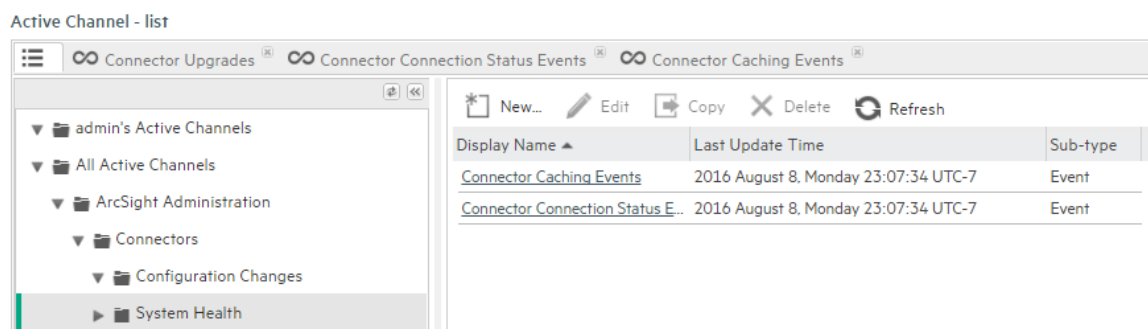 Active Channel - list
Connector Upgrades Connector Connection Status Events Connector Caching Events
New... Edit Copy Delete Refresh
Display Name Last Update Time Sub-type
Connector Caching Events 2016 August 8, Monday 23:07:34 UTC-7 Event
Connector Connection Status E... 2016 August 8, Monday 23:07:34 UTC-7 Event
admin's Active Channels
All Active Channels
ArcSight Administration
Connectors
Configuration Changes
System Health